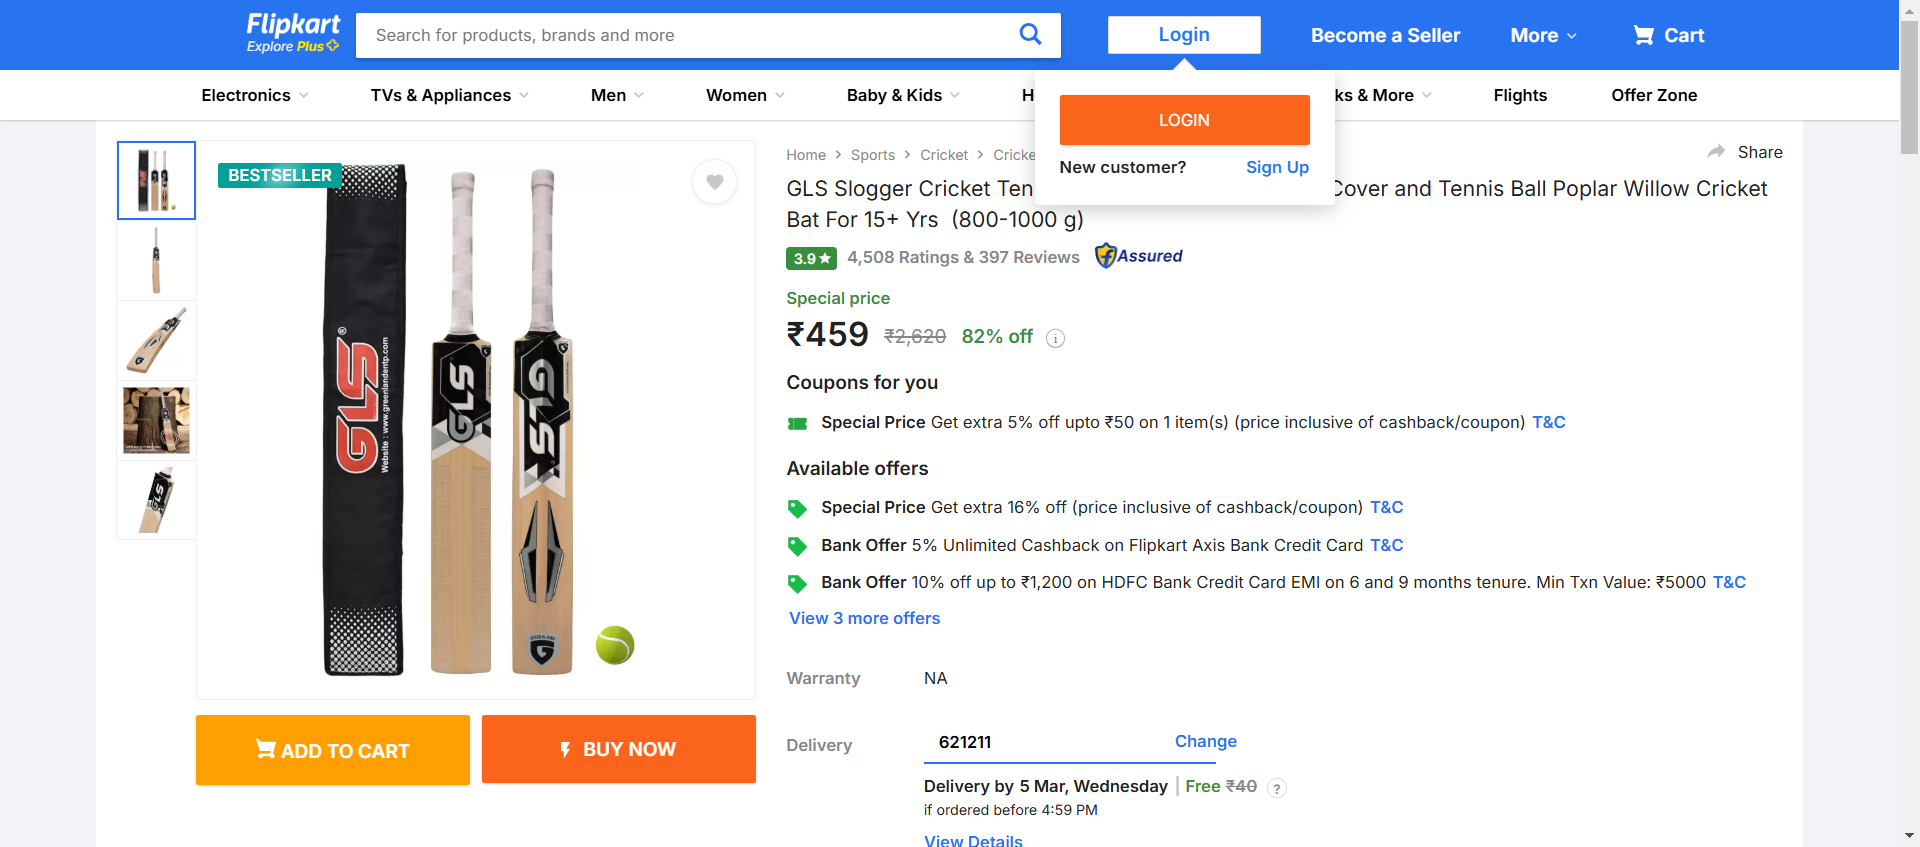 Flipkart
Explore Plus
Search for products, brands and more
Login
Become a Seller
More
Cart
Electronics
TVs & Appliances
Men
Women
Baby & Kids
H
ks & More
Flights
Offer Zone
LOGIN
New customer?
Sign Up
BESTSELLER
GLS
Website : www.greenlandentp.com
GLS
GLS
ADD TO CART
BUY NOW
Home
Sports
Cricket
Cricke
Share
GLS Slogger Cricket Ten Cover and Tennis Ball Poplar Willow Cricket
Bat For 15+ Yrs (800-1000 g)
3.9★ 4,508 Ratings & 397 Reviews Assured
Special price
₹459 ₹2,620 82% off
Coupons for you
Special Price Get extra 5% off upto ₹50 on 1 item(s) (price inclusive of cashback/coupon) T&C
Available offers
Special Price Get extra 16% off (price inclusive of cashback/coupon) T&C
Bank Offer 5% Unlimited Cashback on Flipkart Axis Bank Credit Card T&C
Bank Offer 10% off up to ₹1,200 on HDFC Bank Credit Card EMI on 6 and 9 months tenure. Min Txn Value: ₹5000 T&C
View 3 more offers
Warranty NA
Delivery 621211 Change
Delivery by 5 Mar, Wednesday | Free ₹40 ?
if ordered before 4:59 PM
View Details